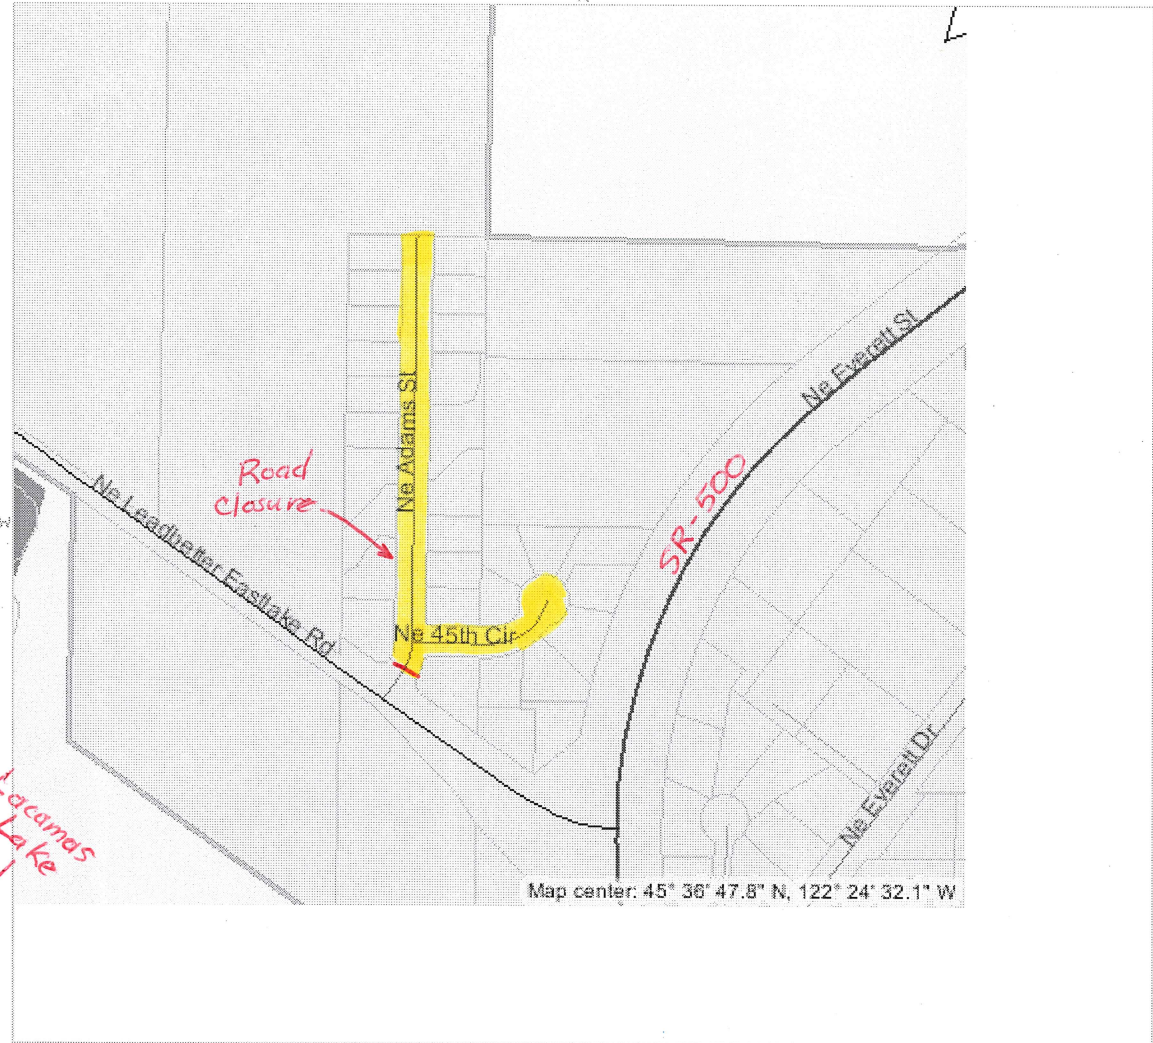 Ne Everett St
Ne Adams St
Road
Closure
SR-500
Ne Leadbetter Eastlake Rd
Ne 45th Cir
Ne Everett Dr
Lacamas
Lake
Map center: 45° 36' 47.8" N, 122° 24' 32.1" W